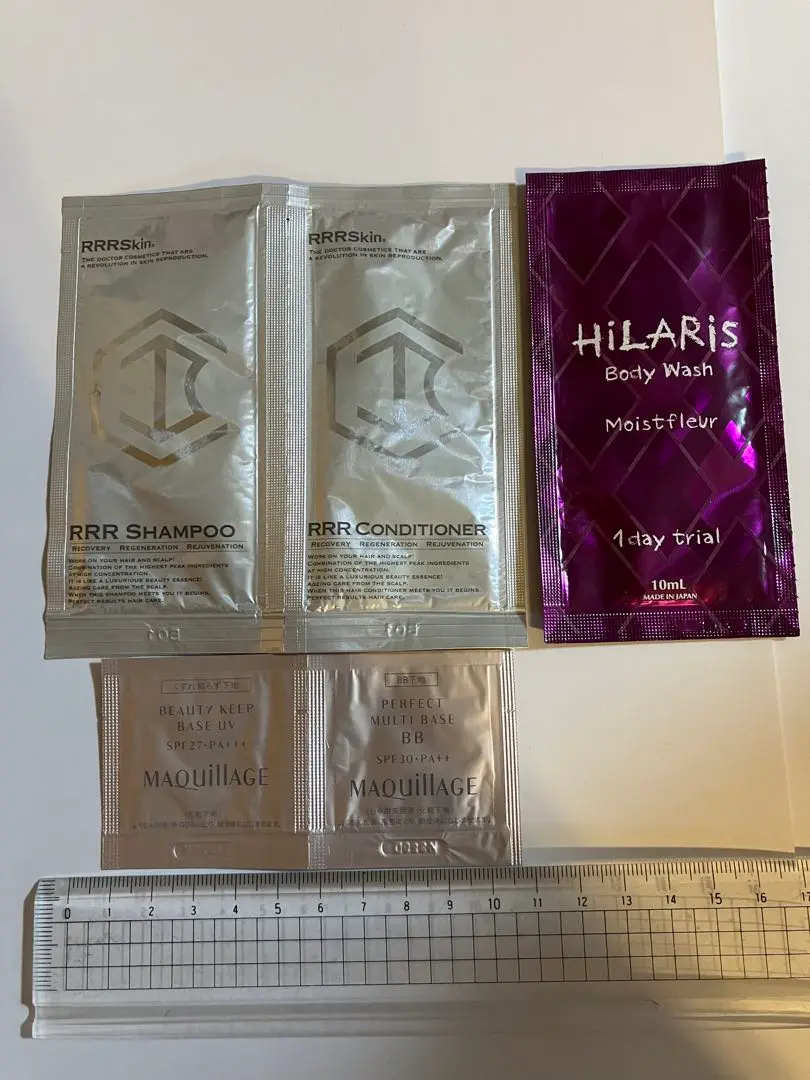 RRRSkin®
THE DOCTOR COSMETICS THAT ARE
A REVOLUTION IN SKIN REPRODUCTION.
RRR SHAMPOO
RECOVERY REGENERATION REJUVENATION
WORK ON YOUR HAIR AND SCALP!
COMBINATION OF THE HIGHEST PEAK INGREDIENTS
AT HIGH CONCENTRATION.
IT IS LIKE A LUXURIOUS BEAUTY ESSENCE!
AGEING CARE FROM THE SCALP.
WHEN THIS SHAMPOO MEETS YOU IT BEGINS.
PERFECT RESULTS HAIR CARE.
RRRSkin®
THE DOCTOR COSMETICS THAT ARE
A REVOLUTION IN SKIN REPRODUCTION.
RRR CONDITIONER
RECOVERY REGENERATION REJUVENATION
WORK ON YOUR HAIR AND SCALP!
COMBINATION OF THE HIGHEST PEAK INGREDIENTS
AT HIGH CONCENTRATION.
IT IS LIKE A LUXURIOUS BEAUTY ESSENCE!
AGEING CARE FROM THE SCALP.
WHEN THIS HAIR CONDITIONER MEETS YOU IT BEGINS.
PERFECT RESULTS HAIR CARE.
HiLARiS
Body Wash
Moistfleur
1day trial
10mL
MADE IN JAPAN
くずれ知らず下地
BEAUTY KEEP
BASE UV
SPF27・PA+++
MAQuillAGE
BB下地
PERFECT
MULTI BASE
BB
SPF30・PA++
MAQuillAGE
0 1 2 3 4 5 6 7 8 9 10 11 12 13 14 15 16 17